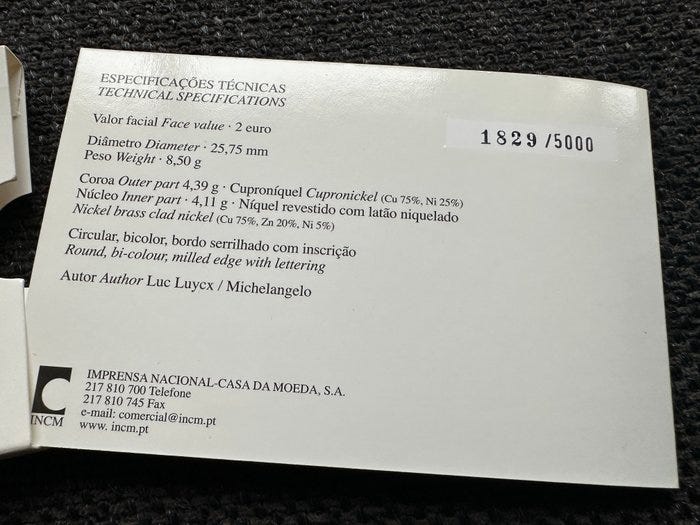 ESPECIFICAÇÕES TÉCNICAS
TECHNICAL SPECIFICATIONS
Valor facial Face value · 2 euro
1829/5000
Diâmetro Diameter · 25,75 mm
Peso Weight · 8,50 g
Coroa Outer part 4,39 g · Cuproníquel Cupronickel (Cu 75%, Ni 25%)
Núcleo Inner part · 4,11 g · Níquel revestido com latão niquelado
Nickel brass clad nickel (Cu 75%, Zn 20%, Ni 5%)
Circular, bicolor, bordo serrilhado com inscrição
Round, bi-colour, milled edge with lettering
Autor Author Luc Luycx / Michelangelo
INCM
IMPRENSA NACIONAL-CASA DA MOEDA, S.A.
217 810 700 Telefone
217 810 745 Fax
e-mail: comercial@incm.pt
www. incm.pt